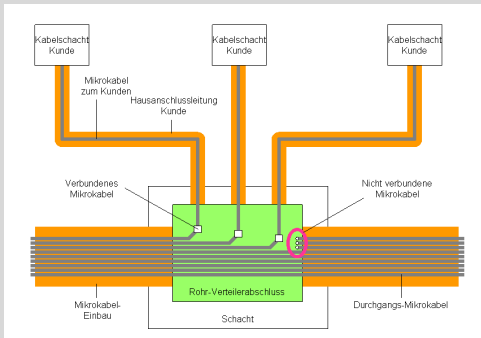 Kabelschacht
Kunde
Kabelschacht
Kunde
Kabelschacht
Kunde
Mikrokabel
zum Kunden
Hausanschlussleitung
Kunde
Verbundenes
Mikrokabel
Nicht verbundene
Mikrokabel
Rohr-Verteilerabschluss
Mikrokabel-
Einbau
Schacht
Durchgangs-Mikrokabel